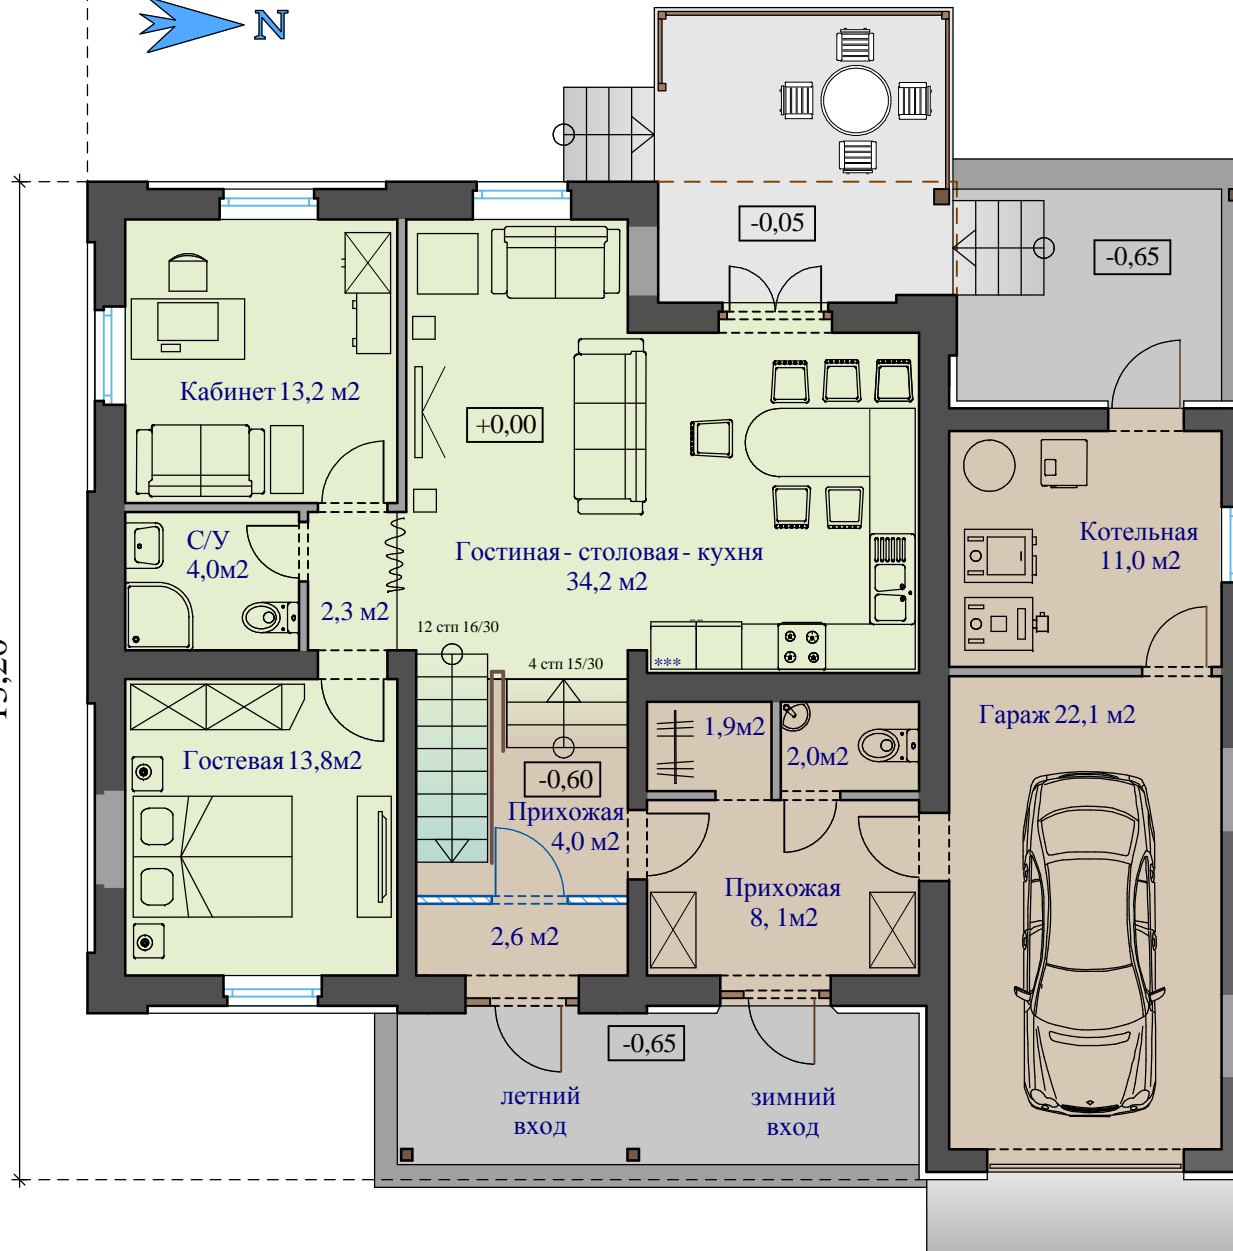 N
-0,05
-0,65
Кабинет 13,2 м2
+0,00
С/У
4,0м2
Гостиная - столовая - кухня
34,2 м2
Котельная
11,0 м2
2,3 м2
12 стп 16/30
4 стп 15/30
***
Гараж 22,1 м2
1,9м2
2,0м2
Гостевая 13,8м2
-0,60
Прихожая
4,0 м2
Прихожая
8, 1м2
2,6 м2
-0,65
летний
вход
зимний
вход